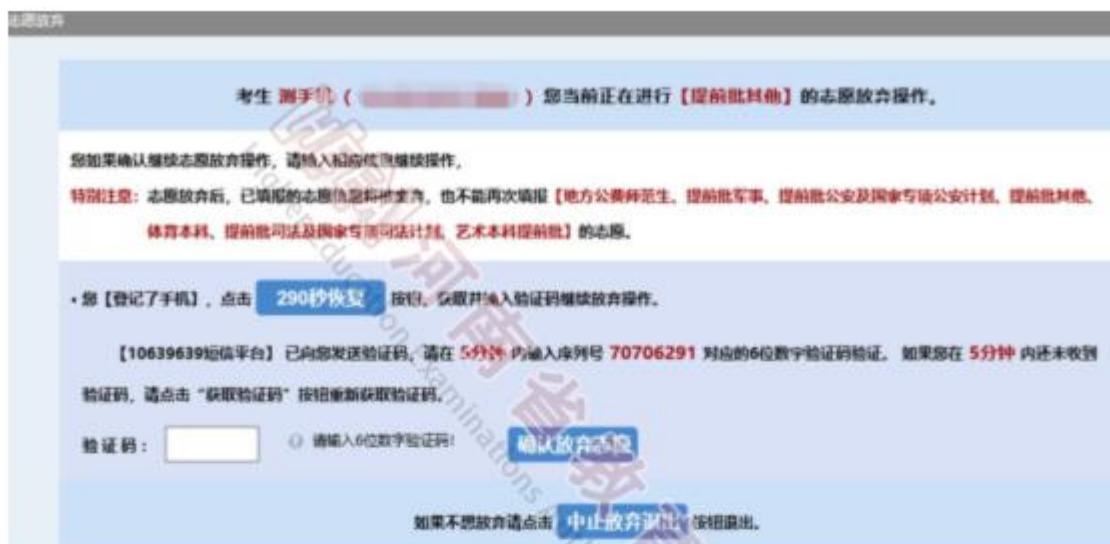 志愿放弃
考生 测手机 ( ) 您当前正在进行【提前批其他】的志愿放弃操作。
您如果确认继续志愿放弃操作，请输入相应信息继续操作，
特别注意：志愿放弃后，已填报的志愿信息将被舍弃，也不能再次填报【地方公费师范生、提前批军事、提前批公安及国家专项公安计划、提前批其他、
体育本科、提前批司法及国家专项司法计划、艺术本科提前批】的志愿。
• 您【登记了手机】，点击 290秒恢复 按钮，获取并输入验证码继续放弃操作。
【10639639短信平台】 已向您发送验证码，请在 5分钟 内输入序列号 70706291 对应的6位数字验证码验证。 如果您在 5分钟 内还未收到
验证码，请点击“获取验证码”按钮重新获取验证码。
验 证 码： 请输入6位数字验证码! 确认放弃志愿
如果不想放弃请点击 中止放弃退出 按钮退出。
河南省教育